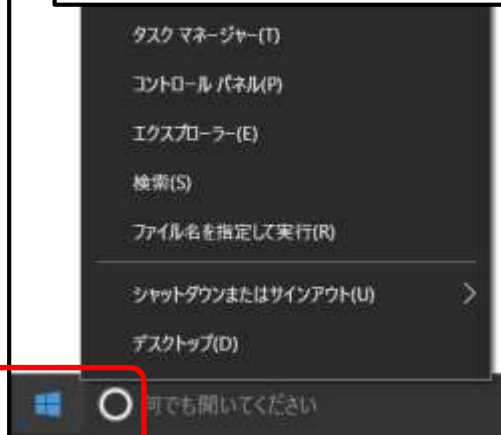 タスク マネージャー(T)
コントロール パネル(P)
エクスプローラー(E)
検索(S)
ファイル名を指定して実行(R)
シャットダウンまたはサインアウト(U)
デスクトップ(D)
何でも聞いてください